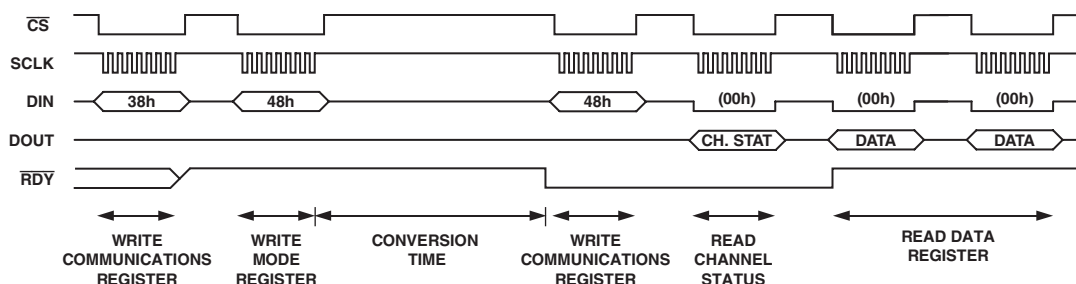 CS
SCLK
DIN
38h
48h
48h
(00h)
(00h)
(00h)
DOUT
CH. STAT
DATA
DATA
RDY
WRITE
COMMUNICATIONS
REGISTER
WRITE
MODE
REGISTER
CONVERSION
TIME
WRITE
COMMUNICATIONS
REGISTER
READ
CHANNEL
STATUS
READ DATA
REGISTER